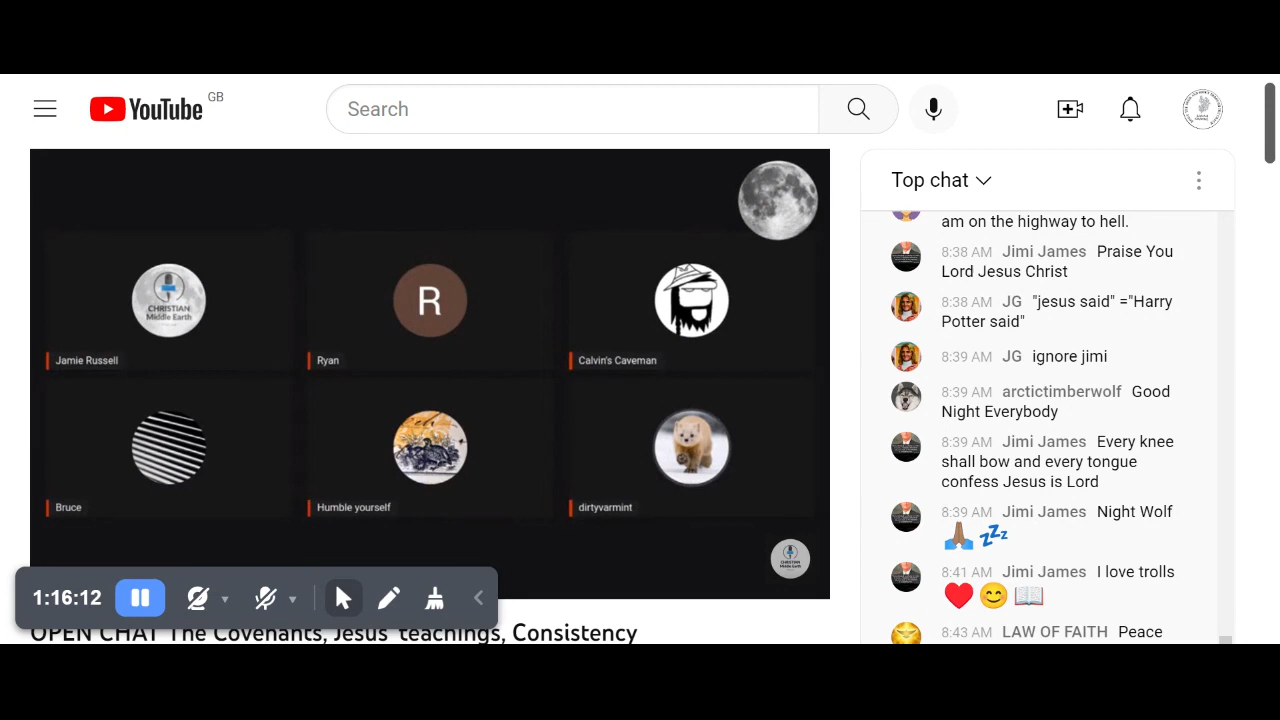 YouTube GB
Search
Top chat
am on the highway to hell.
8:38 AM Jimi James Praise You
Lord Jesus Christ
8:38 AM JG "jesus said" ="Harry
Potter said"
8:39 AM JG ignore jimi
8:39 AM arctictimberwolf Good
Night Everybody
8:39 AM Jimi James Every knee
shall bow and every tongue
confess Jesus is Lord
8:39 AM Jimi James Night Wolf
8:41 AM Jimi James I love trolls
8:43 AM LAW OF FAITH Peace
CHRISTIAN
Middle Earth
R
Jamie Russell
Ryan
Calvin's Caveman
Bruce
Humble yourself
dirtyvarmint
1:16:12
OPEN CHAT The Covenants, Jesus' teachings, Consistency